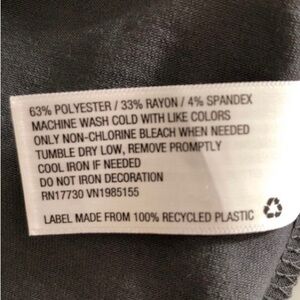 63% POLYESTER / 33% RAYON / 4% SPANDEX
MACHINE WASH COLD WITH LIKE COLORS
ONLY NON-CHLORINE BLEACH WHEN NEEDED
TUMBLE DRY LOW, REMOVE PROMPTLY
COOL IRON IF NEEDED
DO NOT IRON DECORATION
RN17730 VN1985155
LABEL MADE FROM 100% RECYCLED PLASTIC